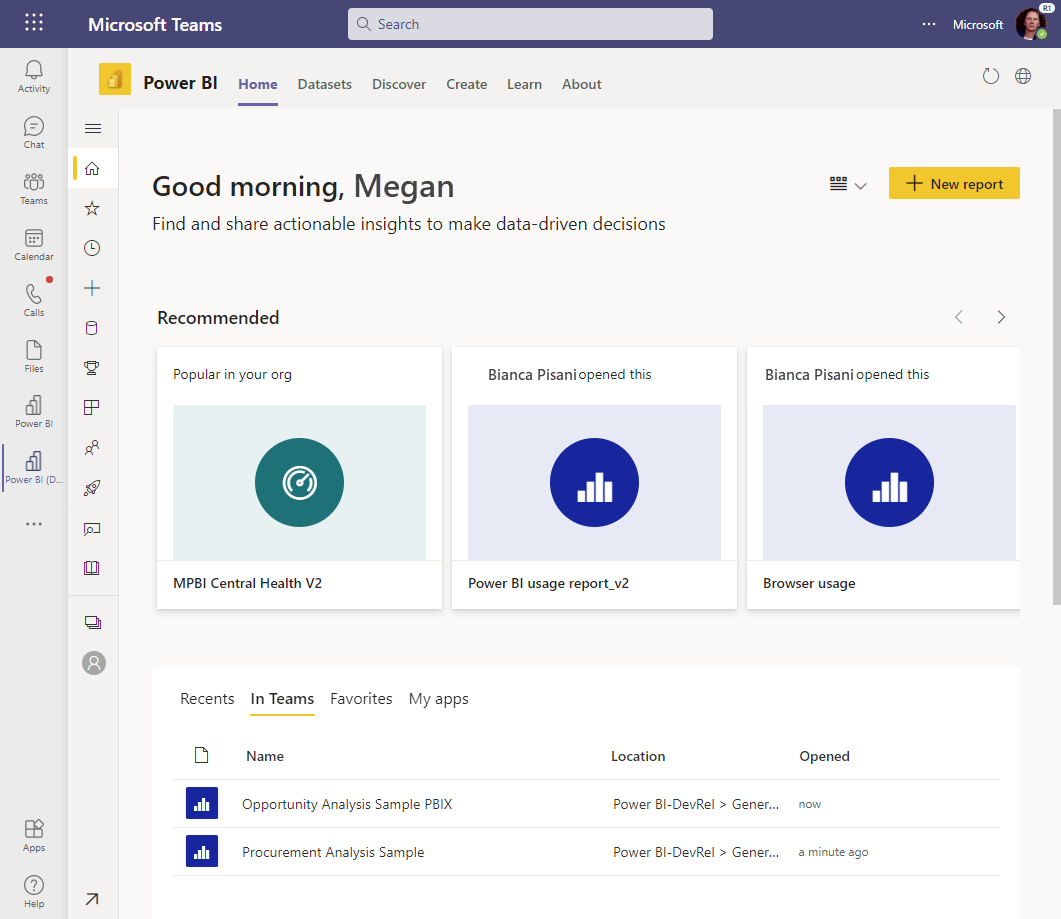 Microsoft Teams
Search
Microsoft
R1
Activity
Chat
Teams
Calendar
Calls
Files
Power BI
Power BI (D...
Apps
Help
Power BI
Home
Datasets
Discover
Create
Learn
About
Good morning, Megan
Find and share actionable insights to make data-driven decisions
New report
Recommended
Popular in your org
MPBI Central Health V2
Bianca Pisani opened this
Power BI usage report_v2
Bianca Pisani opened this
Browser usage
Recents
In Teams
Favorites
My apps
Name
Location
Opened
Opportunity Analysis Sample PBIX
Power BI-DevRel > Gener...
now
Procurement Analysis Sample
Power BI-DevRel > Gener...
a minute ago